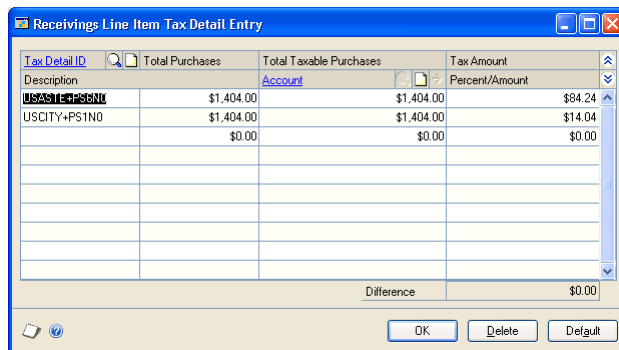 Receivings Line Item Tax Detail Entry
Tax Detail ID Total Purchases Total Taxable Purchases Tax Amount
Description Account Percent/Amount
USASTE+PS6N0 $1,404.00 $1,404.00 $84.24
USCITY+PS1N0 $1,404.00 $1,404.00 $14.04
$0.00 $0.00 $0.00
Difference $0.00
OK Delete Default